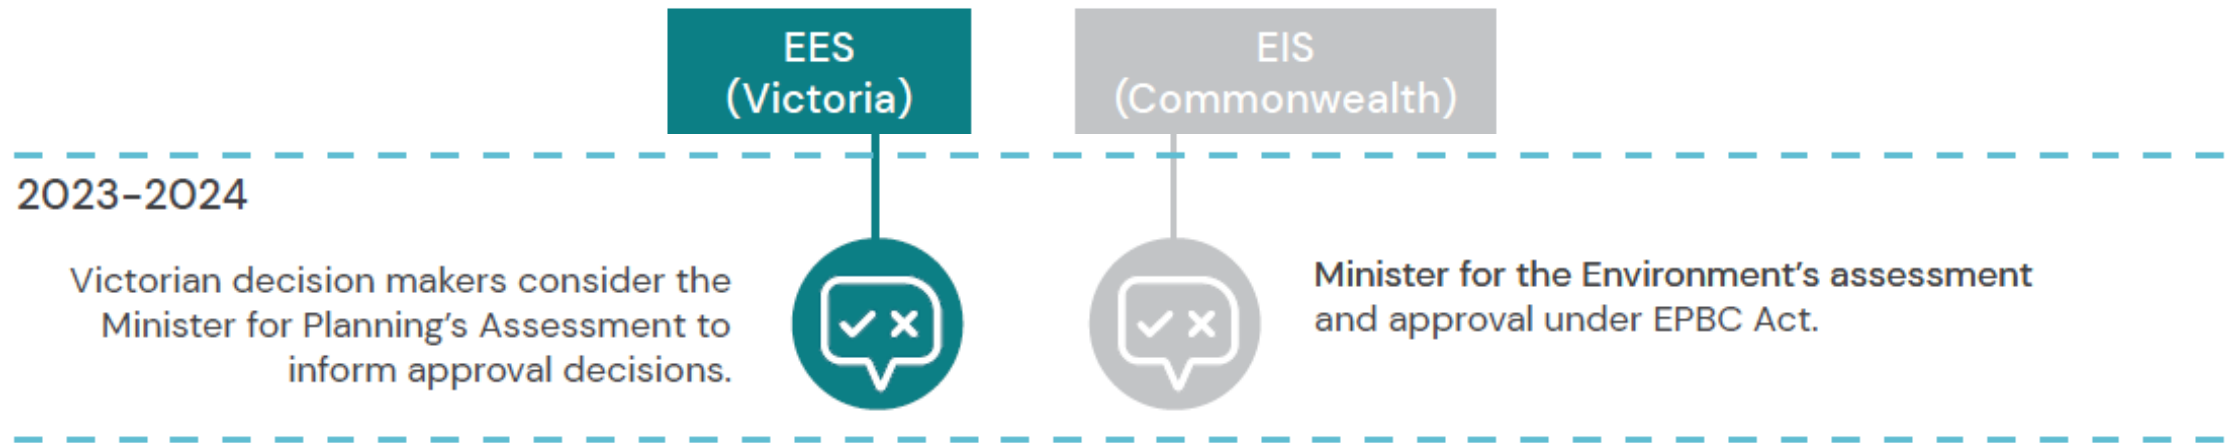 EES
(Victoria)
EIS
(Commonwealth)
2023-2024
Victorian decision makers consider the
Minister for Planning's Assessment to
inform approval decisions.
Minister for the Environment's assessment
and approval under EPBC Act.